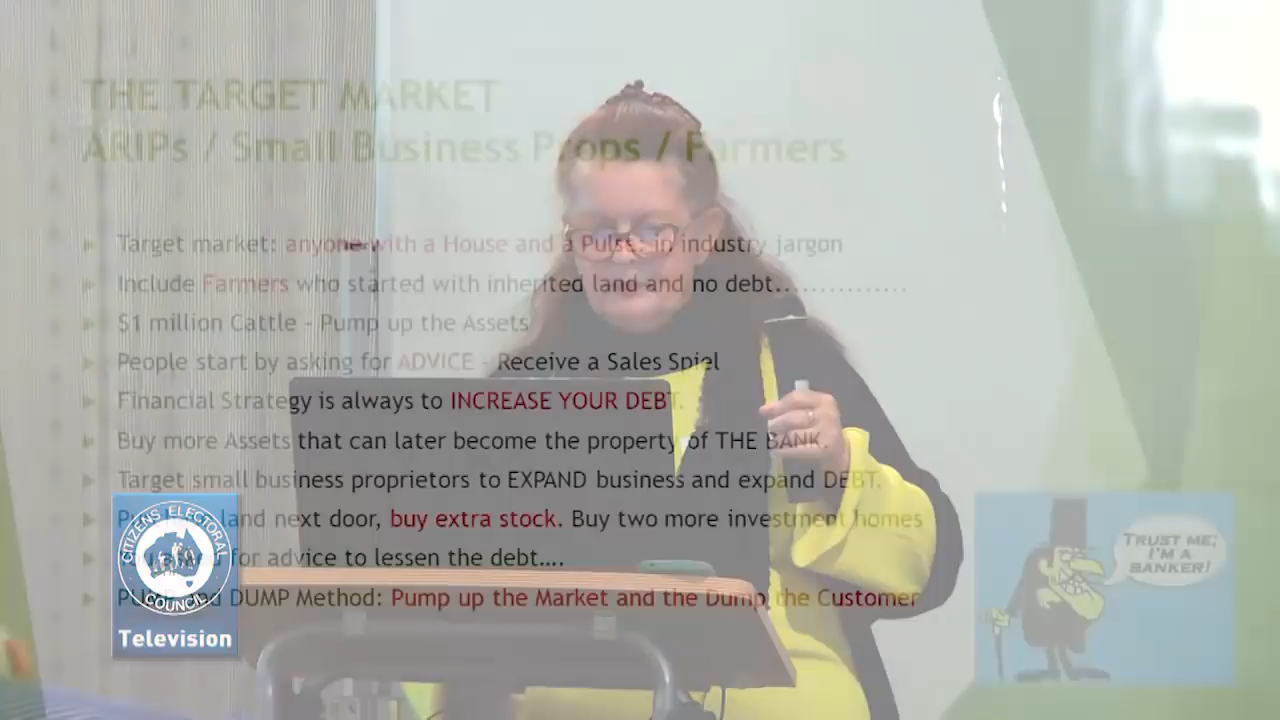 THE TARGET MARKET
ARIPs / Small Business Props / Farmers
Target market: anyone with a House and a Pulse: in industry jargon
Include Farmers who started with inherited land and no debt……………
$1 million Cattle – Pump up the Assets
People start by asking for ADVICE – Receive a Sales Spiel
Financial Strategy is always to INCREASE YOUR DEBT.
Buy more Assets that can later become the property of THE BANK.
Target small business proprietors to EXPAND business and expand DEBT.
land next door, buy extra stock. Buy two more investment homes
for advice to lessen the debt….
DUMP Method: Pump up the Market and the Dump the Customer
CITIZENS ELECTORAL
COUNCIL
Television
TRUST ME;
I'M A
BANKER!